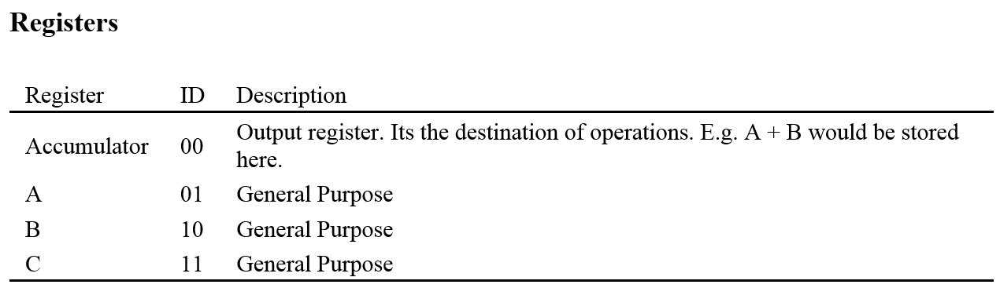 Registers
Register ID Description
Accumulator 00 Output register. Its the destination of operations. E.g. A + B would be stored
here.
A 01 General Purpose
B 10 General Purpose
C 11 General Purpose